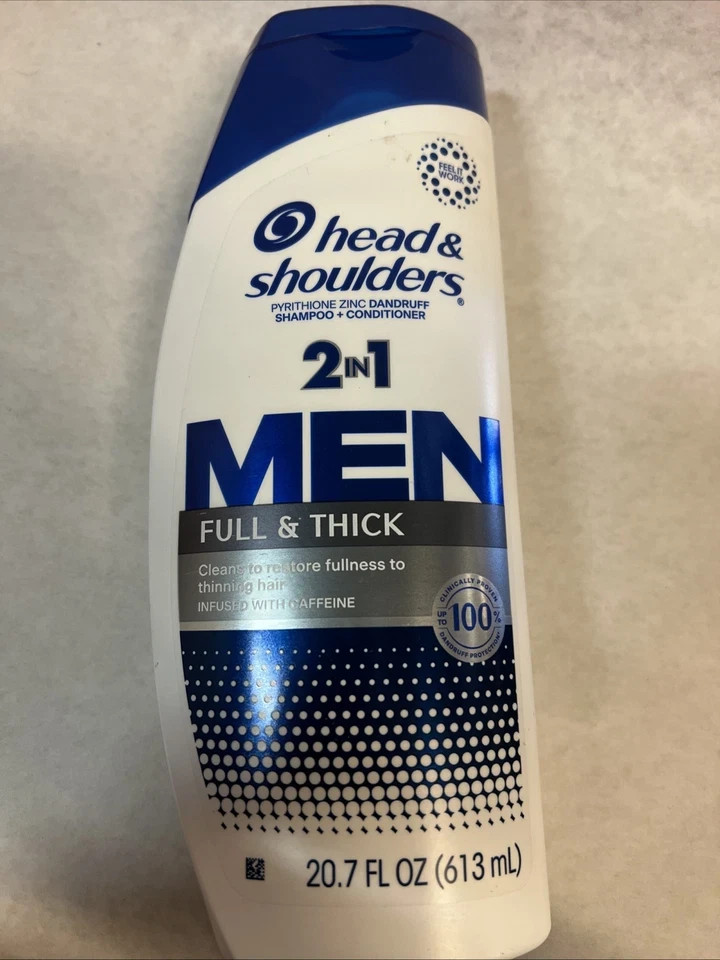 FEEL IT
WORK
head &
shoulders®
PYRITHIONE ZINC DANDRUFF
SHAMPOO + CONDITIONER
2IN1
MEN
FULL & THICK
Cleans to restore fullness to
thinning hair
INFUSED WITH CAFFEINE
CLINICALLY PROVEN
UP TO 100%
DANDRUFF PROTECTION*
20.7 FL OZ (613 mL)